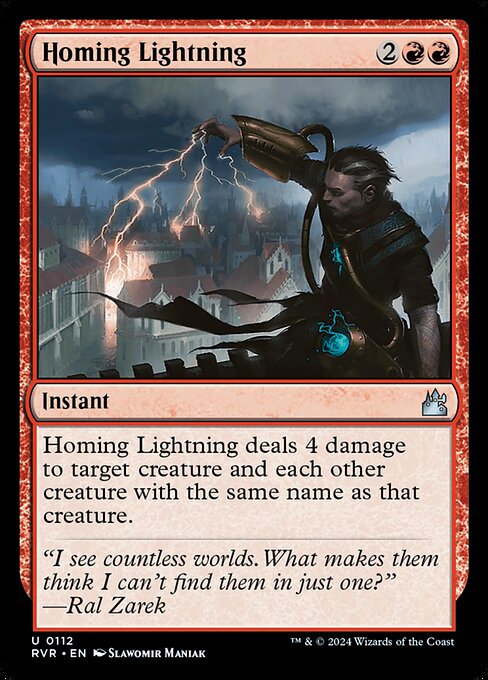 Homing Lightning 2
Instant
Homing Lightning deals 4 damage
to target creature and each other
creature with the same name as that
creature.
“I see countless worlds. What makes them
think I can’t find them in just one?”
—Ral Zarek
U 0112
RVR • EN Slawomir Maniak
™ & © 2024 Wizards of the Coast